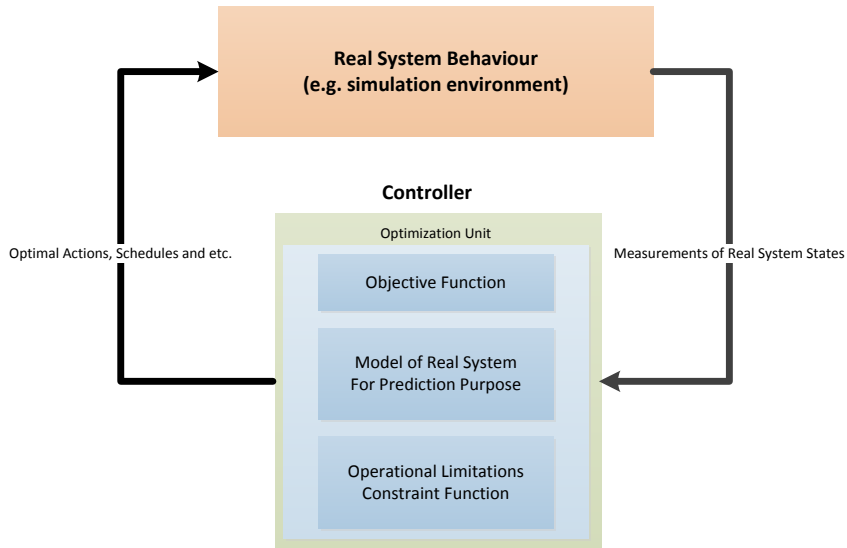 Real System Behaviour
(e.g. simulation environment)
Controller
Optimization Unit
Optimal Actions, Schedules and etc.
Measurements of Real System States
Objective Function
Model of Real System
For Prediction Purpose
Operational Limitations
Constraint Function